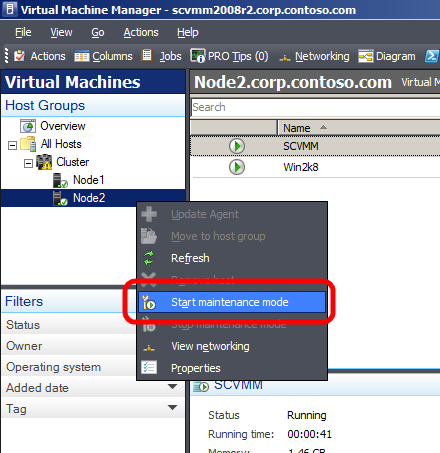 Virtual Machine Manager - scvmm2008r2.corp.contoso.com
File View Go Actions Help
Actions Columns Jobs PRO Tips (0) Networking Diagram
Virtual Machines
Host Groups
Overview
All Hosts
Cluster
Node1
Node2
Node2.corp.contoso.com Virtual M
Search
Name
SCVMM
Win2k8
Update Agent
Move to host group
Refresh
Remove host
Start maintenance mode
Stop maintenance mode
View networking
Properties
Filters
Status
Owner
Operating system
Added date
Tag
SCVMM
Status Running
Running time: 00:00:41
Memory: 1.46 GB